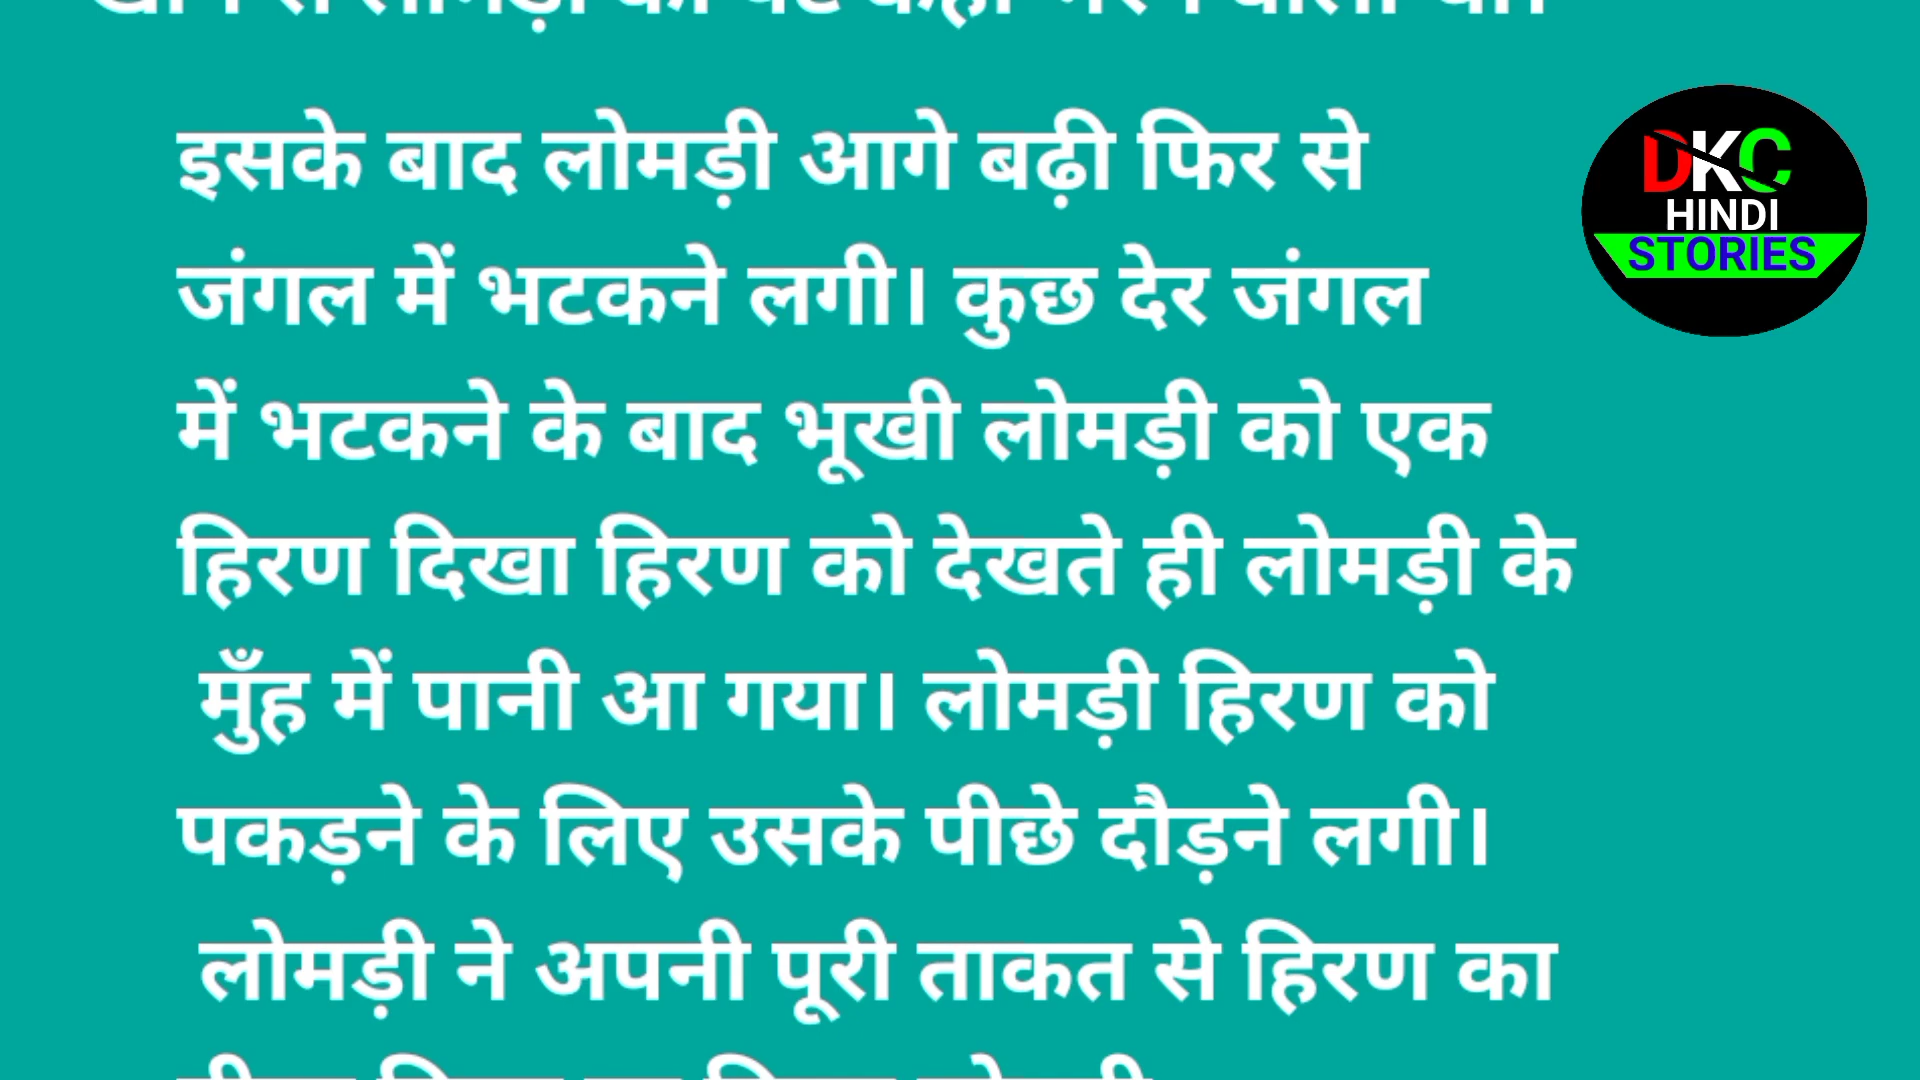 इसके बाद लोमड़ी आगे बढ़ी फिर से
जंगल में भटकने लगी। कुछ देर जंगल
में भटकने के बाद भूखी लोमड़ी को एक
हिरण दिखा हिरण को देखते ही लोमड़ी के
मुँह में पानी आ गया। लोमड़ी हिरण को
पकड़ने के लिए उसके पीछे दौड़ने लगी।
लोमड़ी ने अपनी पूरी ताकत से हिरण का
DKC
HINDI
STORIES